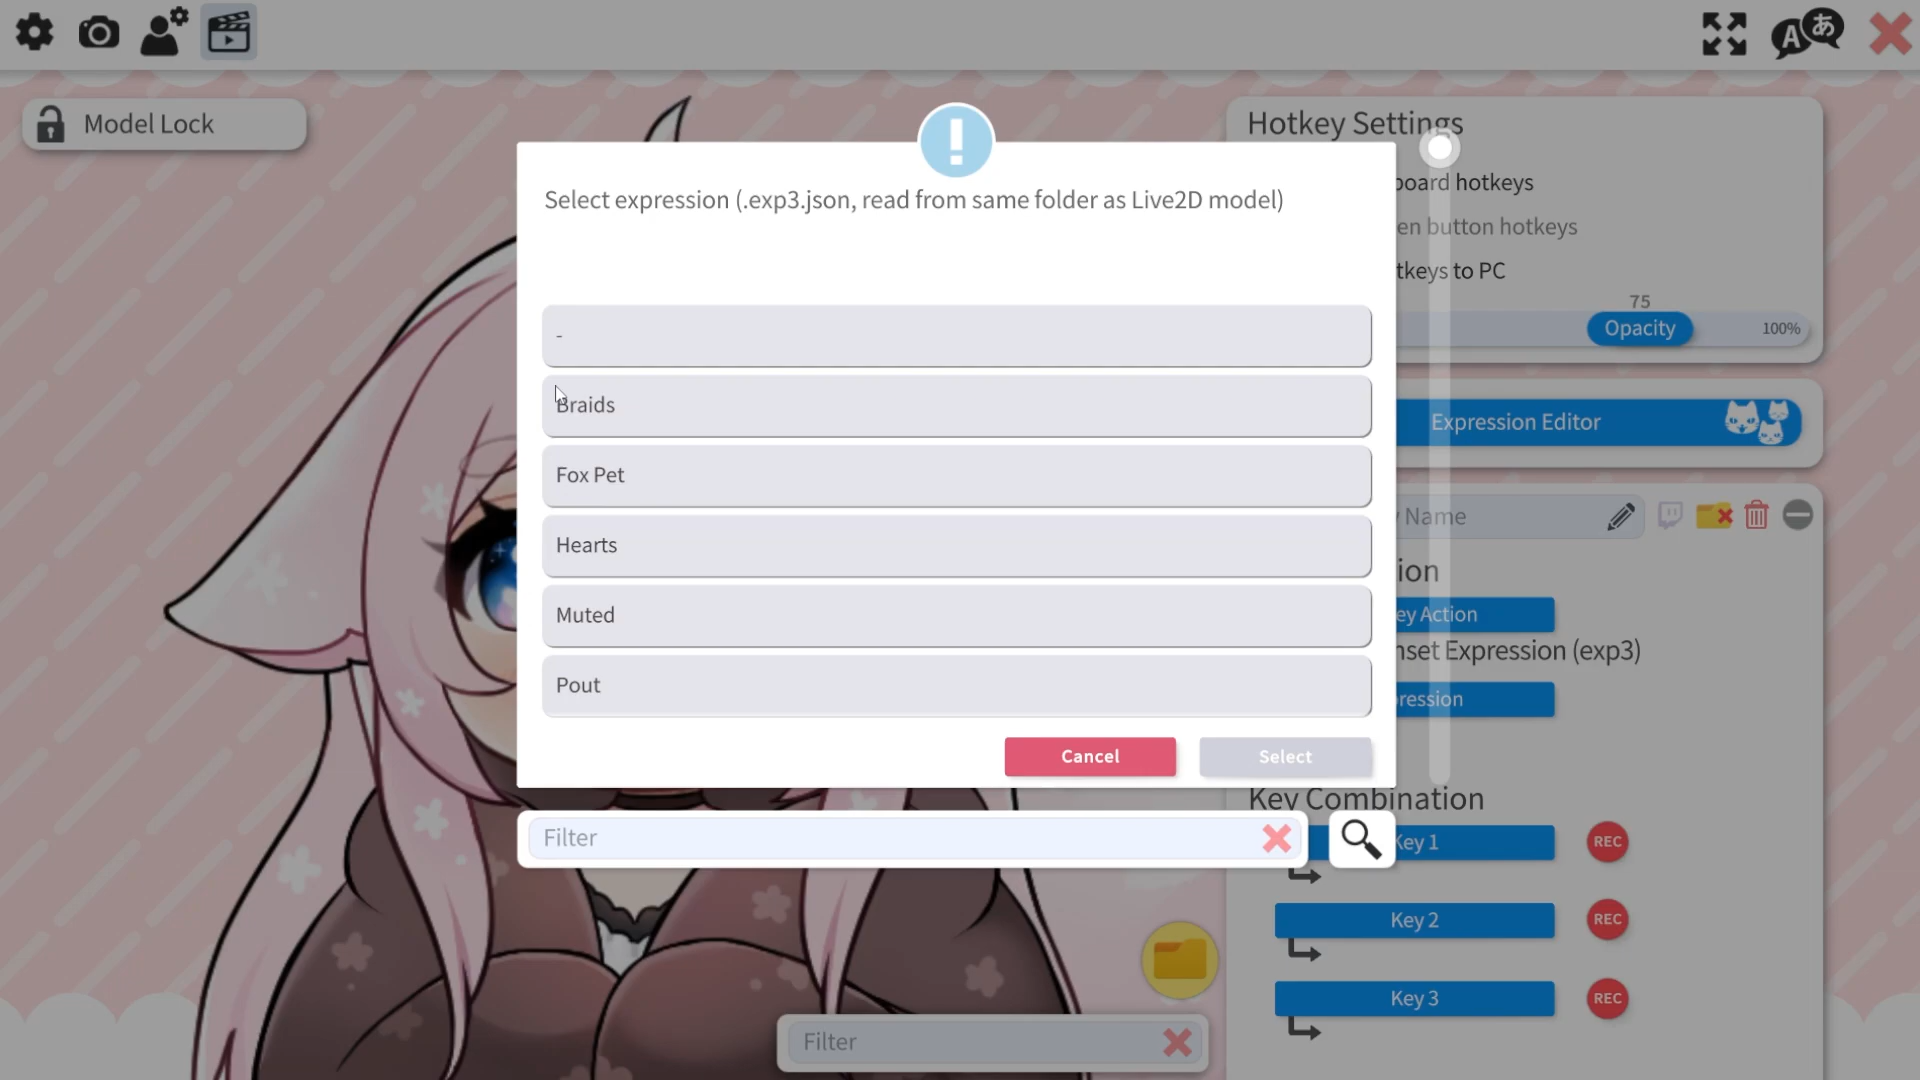 A あ
Model Lock
Hotkey Settings
board hotkeys
en button hotkeys
tkeys to PC
75
Opacity
100%
Expression Editor
Name
ion
ey Action
nset Expression (exp3)
ression
Key Combination
Key 1
REC
Key 2
REC
Key 3
REC
Select expression (.exp3.json, read from same folder as Live2D model)
-
Braids
Fox Pet
Hearts
Muted
Pout
Cancel
Select
Filter
Filter